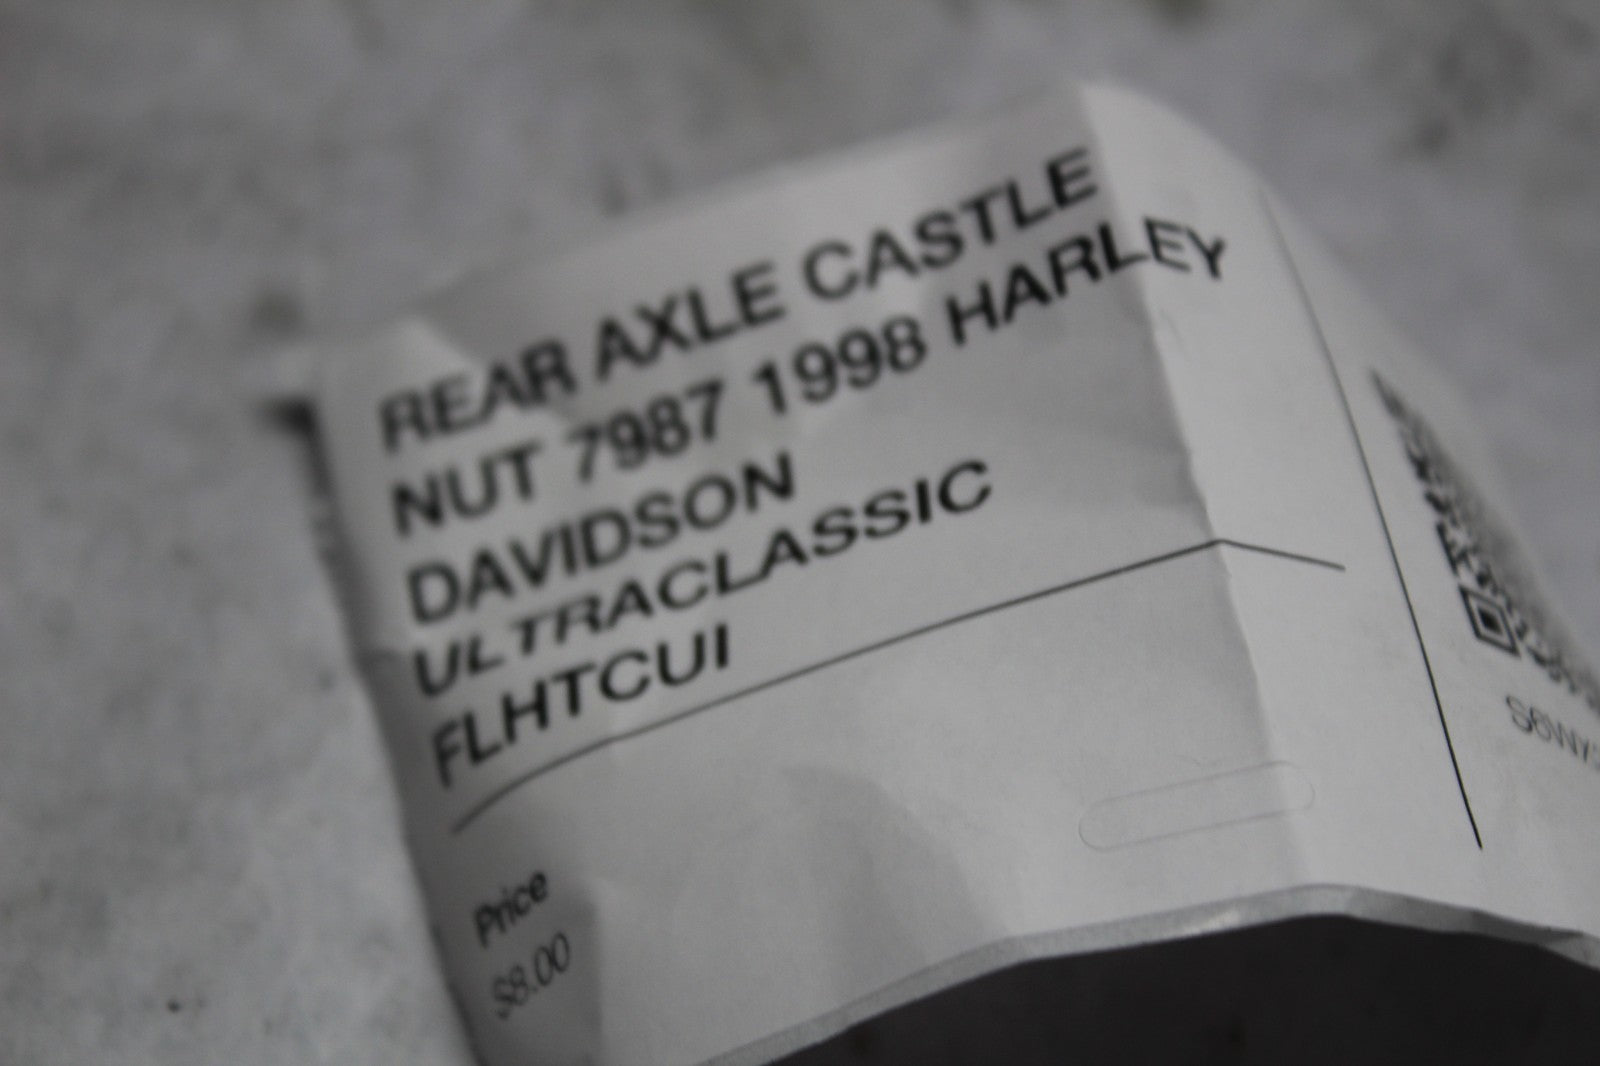 REAR AXLE CASTLE
NUT 7987 1998 HARLEY
DAVIDSON
ULTRACLASSIC
FLHTCUI
Price
$8.00